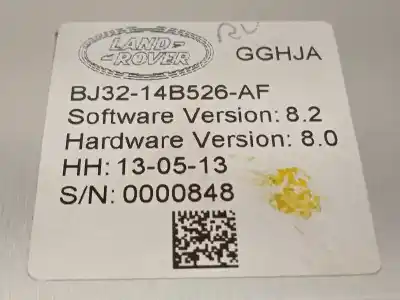 LAND-
ROVER
GGHJA
BJ32-14B526-AF
Software Version: 8.2
Hardware Version: 8.0
HH: 13-05-13
S/N: 0000848